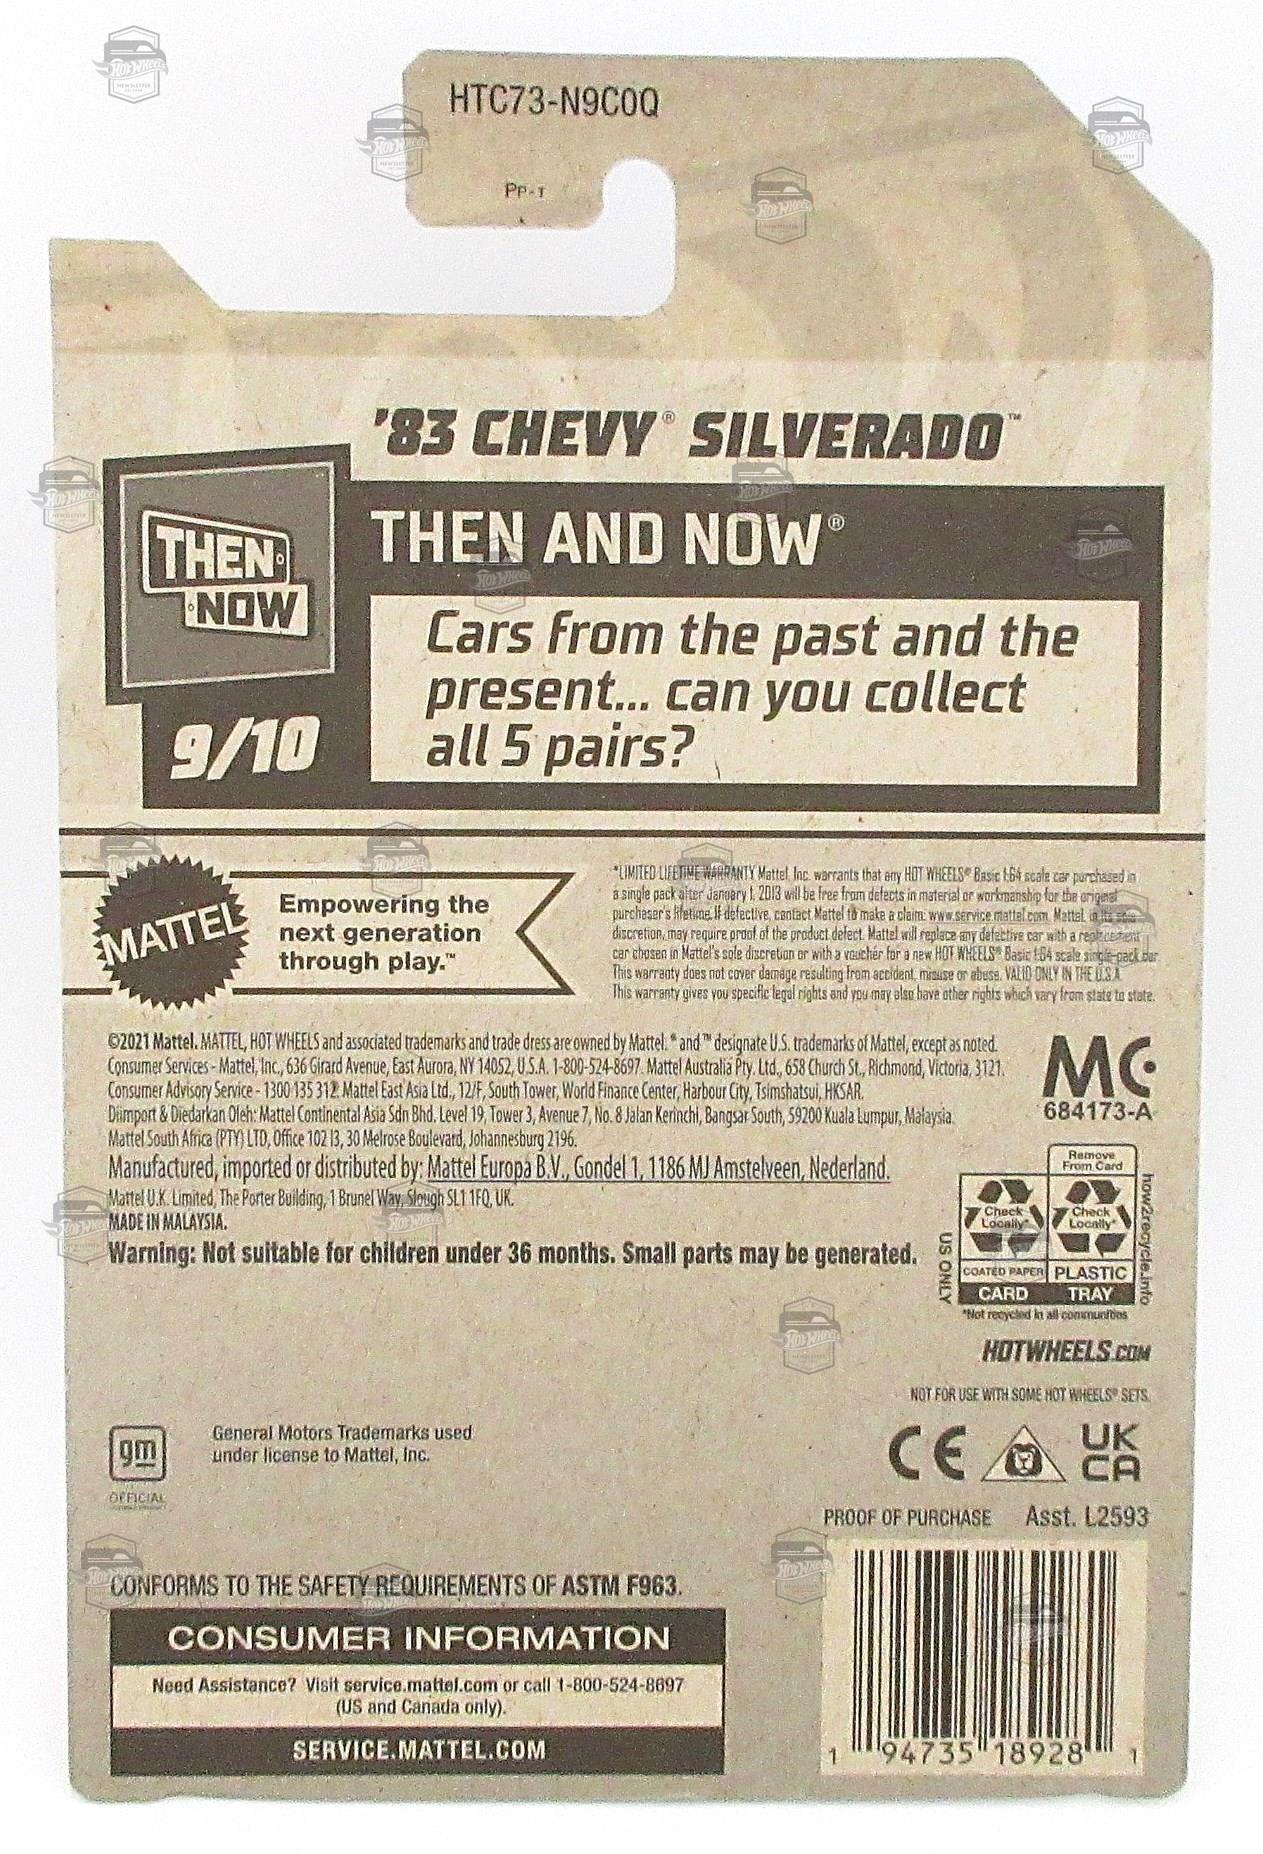 HTC73-N9C0Q
PP-T
'83 CHEVY® SILVERADO™
THEN
NOW
THEN AND NOW®
Cars from the past and the
present... can you collect
all 5 pairs?
9/10
MATTEL
Empowering the
next generation
through play.™
*LIMITED LIFETIME WARRANTY Mattel, Inc. warrants that any HOT WHEELS® Basic 1:64 scale car purchased in
a single pack after January 1, 2013 will be free from defects in material or workmanship for the original
purchaser's lifetime. If defective, contact Mattel to make a claim: www.service.mattel.com. Mattel, in its sole
discretion, may require proof of the product defect. Mattel will replace any defective car with a replacement
car chosen in Mattel's sole discretion or with a voucher for a new HOT WHEELS® Basic 1:64 scale single-pack car.
This warranty does not cover damage resulting from accident, misuse or abuse. VALID ONLY IN THE U.S.A.
This warranty gives you specific legal rights and you may also have other rights which vary from state to state.
©2021 Mattel. MATTEL, HOT WHEELS and associated trademarks and trade dress are owned by Mattel. ® and ™ designate U.S. trademarks of Mattel, except as noted.
Consumer Services - Mattel, Inc., 636 Girard Avenue, East Aurora, NY 14052, U.S.A. 1-800-524-8697. Mattel Australia Pty. Ltd., 658 Church St., Richmond, Victoria, 3121.
Consumer Advisory Service - 1300 135 312. Mattel East Asia Ltd., 12/F, South Tower, World Finance Center, Harbour City, Tsimshatsui, HKSAR.
Diimport & Diedarkan Oleh: Mattel Continental Asia Sdn Bhd. Level 19, Tower 3, Avenue 7, No. 8 Jalan Kerinchi, Bangsar South, 59200 Kuala Lumpur, Malaysia.
Mattel South Africa (PTY) LTD, Office 102 I3, 30 Melrose Boulevard, Johannesburg 2196.
Manufactured, imported or distributed by: Mattel Europa B.V., Gondel 1, 1186 MJ Amstelveen, Nederland.
Mattel U.K. Limited, The Porter Building, 1 Brunel Way, Slough SL1 1FQ, UK.
MADE IN MALAYSIA.
Warning: Not suitable for children under 36 months. Small parts may be generated.
MC
684173-A
Remove
From Card
Check
Locally*
Check
Locally*
COATED PAPER
PLASTIC
CARD
TRAY
US ONLY
how2recycle.info
*Not recycled in all communities
HOTWHEELS.COM
NOT FOR USE WITH SOME HOT WHEELS® SETS.
gm
OFFICIAL
General Motors Trademarks used
under license to Mattel, Inc.
CE
UK
CA
PROOF OF PURCHASE Asst. L2593
CONFORMS TO THE SAFETY REQUIREMENTS OF ASTM F963.
CONSUMER INFORMATION
Need Assistance? Visit service.mattel.com or call 1-800-524-8697
(US and Canada only).
SERVICE.MATTEL.COM
1 94735 18928 1